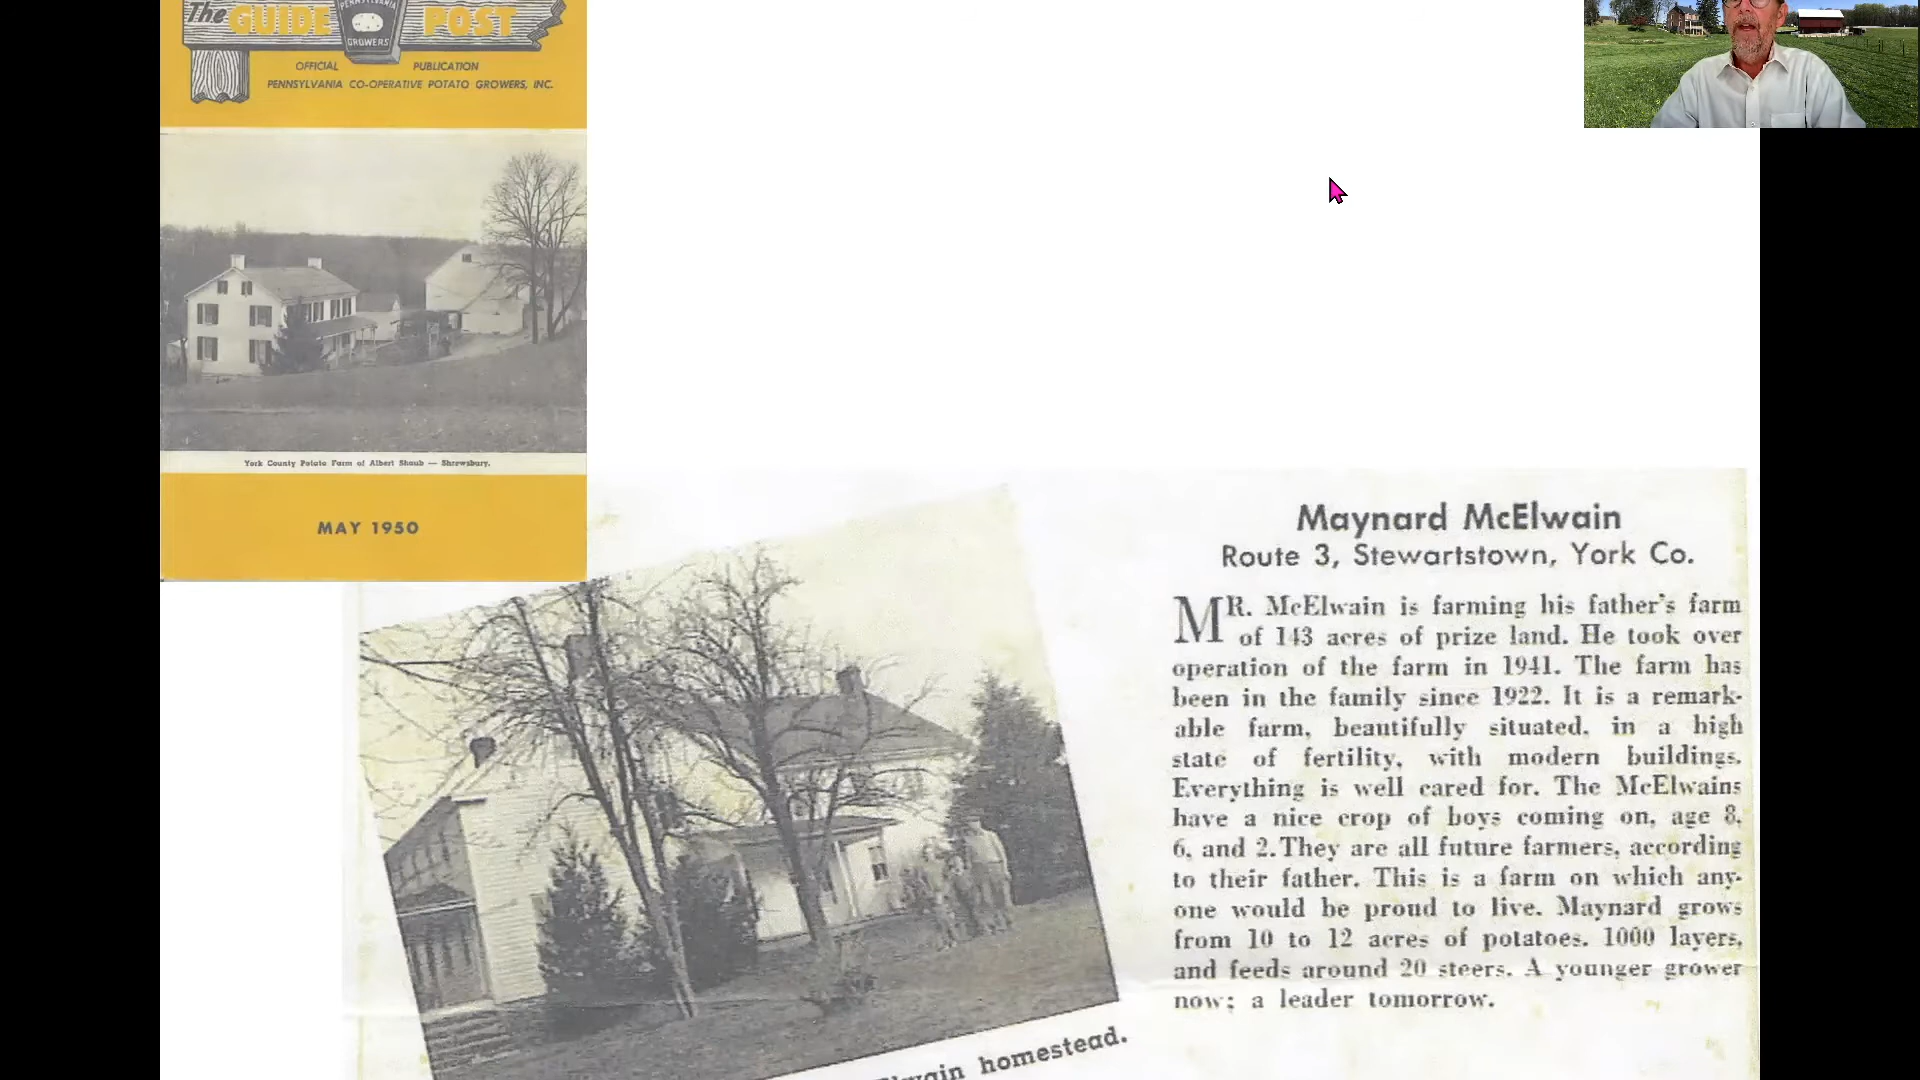 The GUIDE POST
PENNSYLVANIA
GROWERS
OFFICIAL PUBLICATION
PENNSYLVANIA CO-OPERATIVE POTATO GROWERS, INC.
York County Potato Farm of Albert Shaub — Shrewsbury.
MAY 1950
Maynard McElwain
Route 3, Stewartstown, York Co.
MR. McElwain is farming his father's farm
of 143 acres of prize land. He took over
operation of the farm in 1941. The farm has
been in the family since 1922. It is a remark-
able farm, beautifully situated, in a high
state of fertility, with modern buildings.
Everything is well cared for. The McElwains
have a nice crop of boys coming on, age 8,
6, and 2. They are all future farmers, according
to their father. This is a farm on which any-
one would be proud to live. Maynard grows
from 10 to 12 acres of potatoes, 1000 layers,
and feeds around 20 steers. A younger grower
now; a leader tomorrow.
homestead.